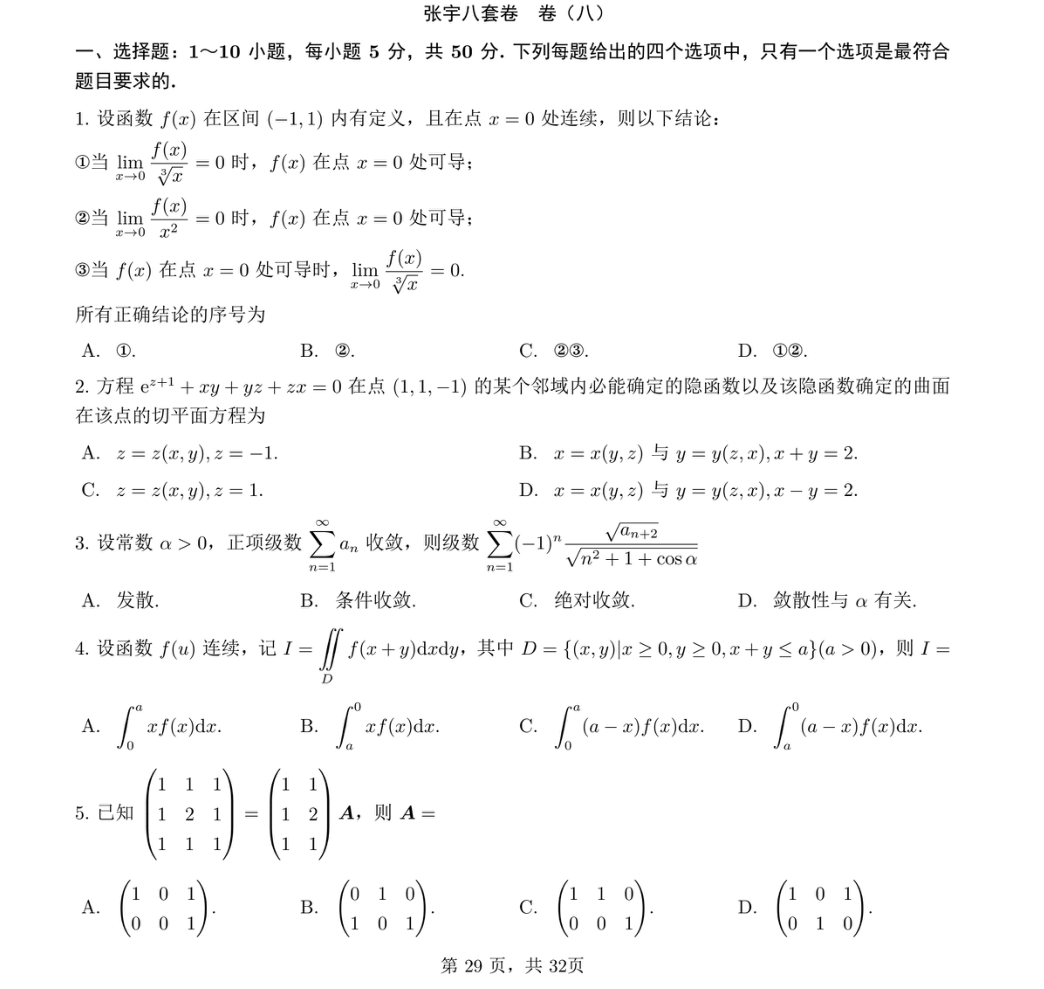 张宇八套卷 卷（八）
一、选择题：1～10 小题，每小题 5 分，共 50 分．下列每题给出的四个选项中，只有一个选项是最符合
题目要求的．
1. 设函数 f(x) 在区间 (−1, 1) 内有定义，且在点 x = 0 处连续，则以下结论：
①当 lim_{x→0} f(x)/∛x = 0 时，f(x) 在点 x = 0 处可导；
②当 lim_{x→0} f(x)/x² = 0 时，f(x) 在点 x = 0 处可导；
③当 f(x) 在点 x = 0 处可导时，lim_{x→0} f(x)/∛x = 0.
所有正确结论的序号为
A. ①. B. ②. C. ②③. D. ①②.
2. 方程 e^{z+1} + xy + yz + zx = 0 在点 (1, 1, −1) 的某个邻域内必能确定的隐函数以及该隐函数确定的曲面
在该点的切平面方程为
A. z = z(x, y), z = −1. B. x = x(y, z) 与 y = y(z, x), x + y = 2.
C. z = z(x, y), z = 1. D. x = x(y, z) 与 y = y(z, x), x − y = 2.
3. 设常数 α > 0，正项级数 ∑_{n=1}^{∞} a_n 收敛，则级数 ∑_{n=1}^{∞} (−1)^n √(a_{n+2}) / √(n² + 1 + cos α)
A. 发散. B. 条件收敛. C. 绝对收敛. D. 敛散性与 α 有关.
4. 设函数 f(u) 连续，记 I = ∬_D f(x + y)dxdy，其中 D = {(x, y)|x ≥ 0, y ≥ 0, x + y ≤ a}(a > 0)，则 I =
A. ∫_0^a xf(x)dx. B. ∫_a^0 xf(x)dx. C. ∫_0^a (a − x)f(x)dx. D. ∫_a^0 (a − x)f(x)dx.
5. 已知 (1 1 1; 1 2 1; 1 1 1) = (1 1; 1 2; 1 1) A，则 A =
A. (1 0 1; 0 0 1). B. (0 1 0; 1 0 1). C. (1 1 0; 0 0 1). D. (1 0 1; 0 1 0).
第 29 页，共 32页